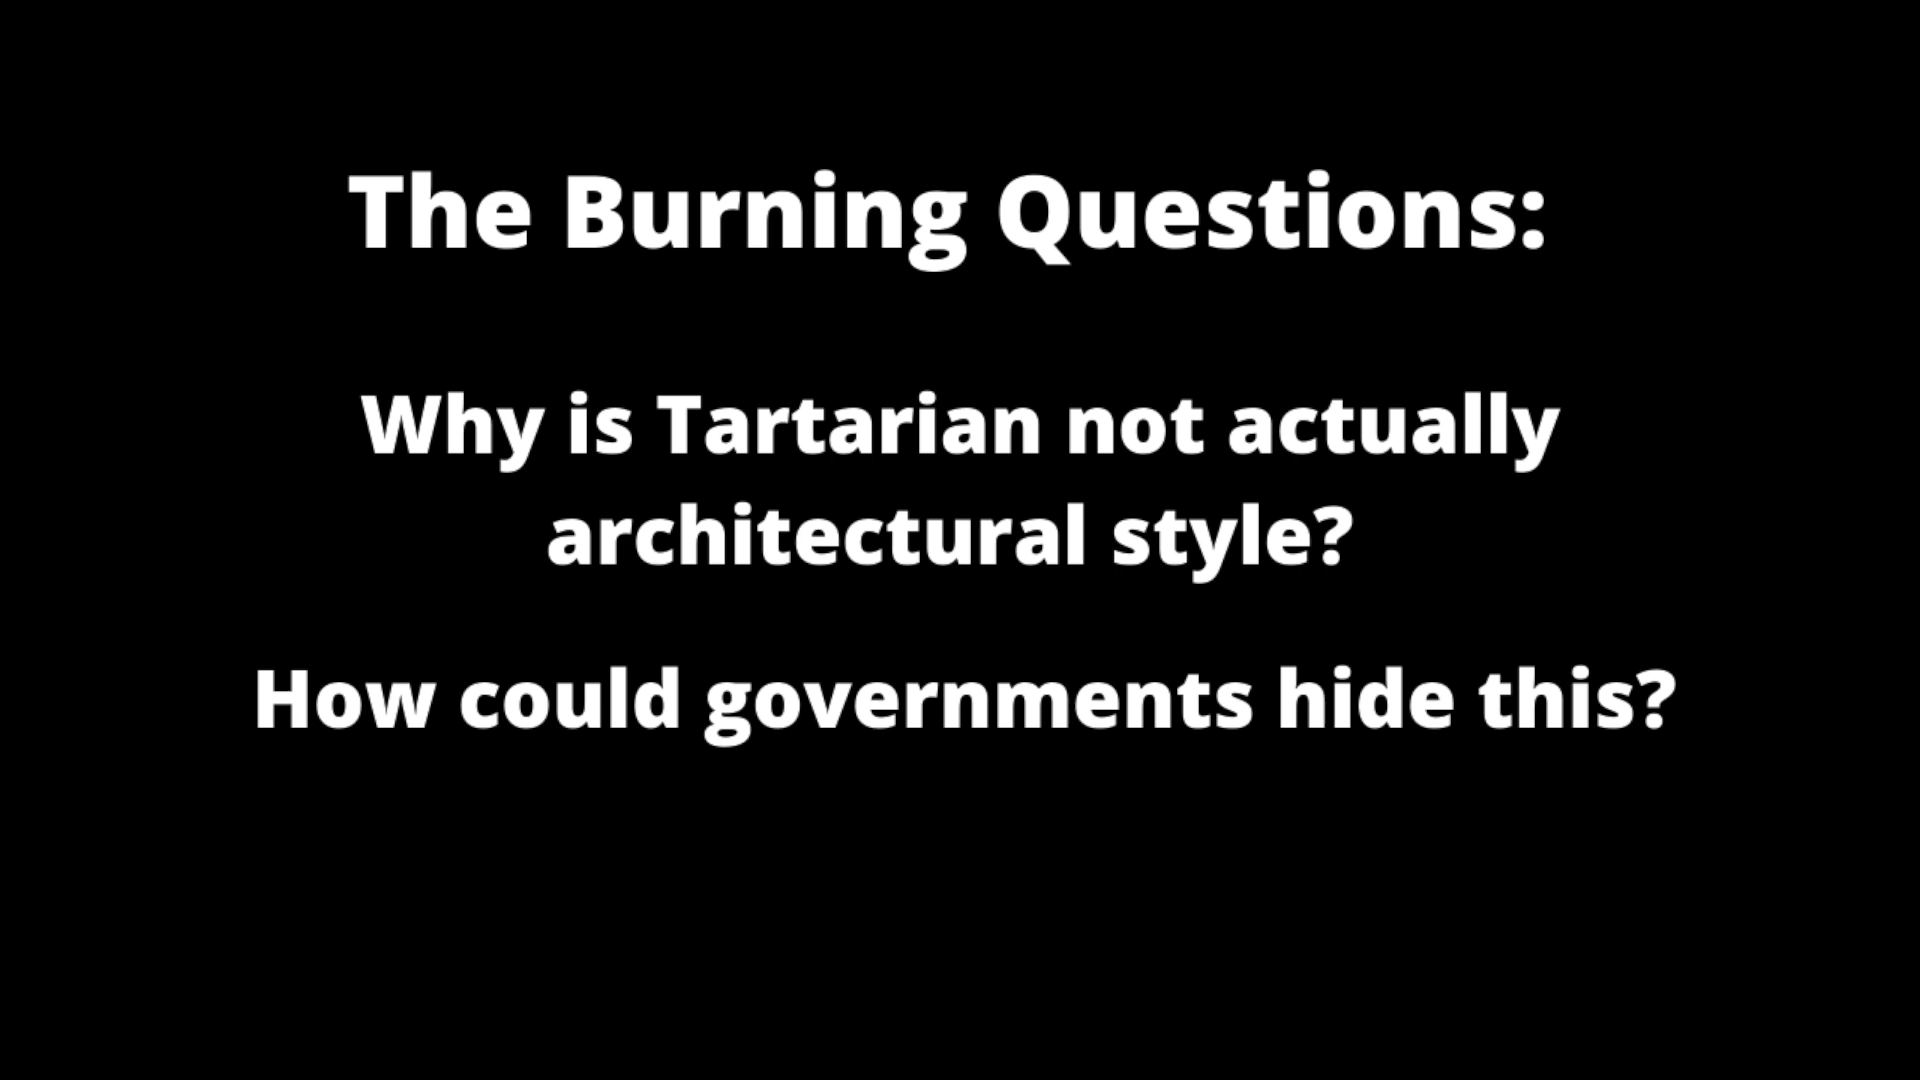 The Burning Questions:
Why is Tartarian not actually
architectural style?
How could governments hide this?